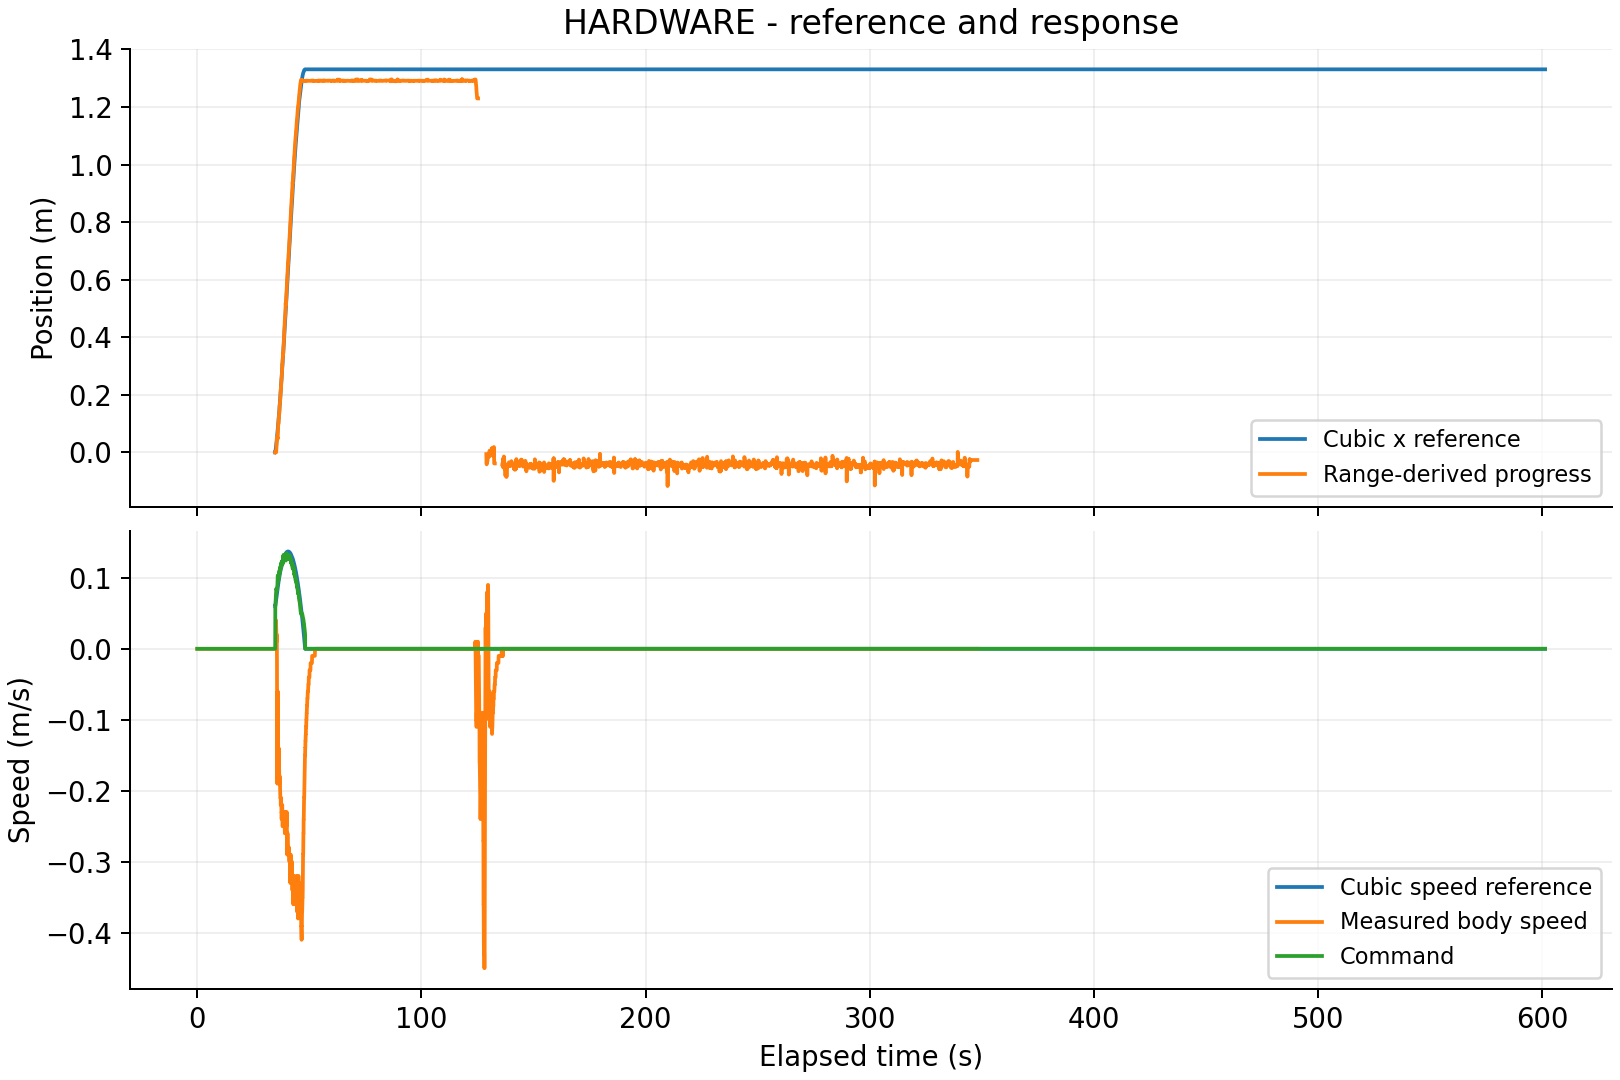 HARDWARE - reference and response
1.4
1.2
1.0
0.8
0.6
0.4
0.2
0.0
Position (m)
Cubic x reference
Range-derived progress
0.1
0.0
−0.1
−0.2
−0.3
−0.4
Speed (m/s)
Cubic speed reference
Measured body speed
Command
0 100 200 300 400 500 600
Elapsed time (s)